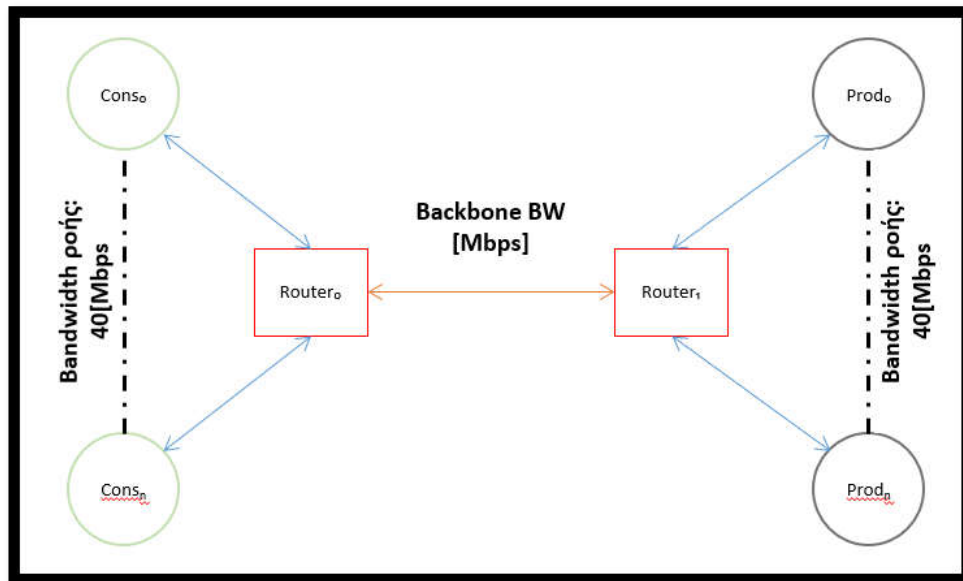 Cons₀
Prod₀
Bandwidth ροής:
40[Mbps
Backbone BW
[Mbps]
Router₀
Router₁
Bandwidth ροής:
40[Mbps
Consₙ
Prodₙ